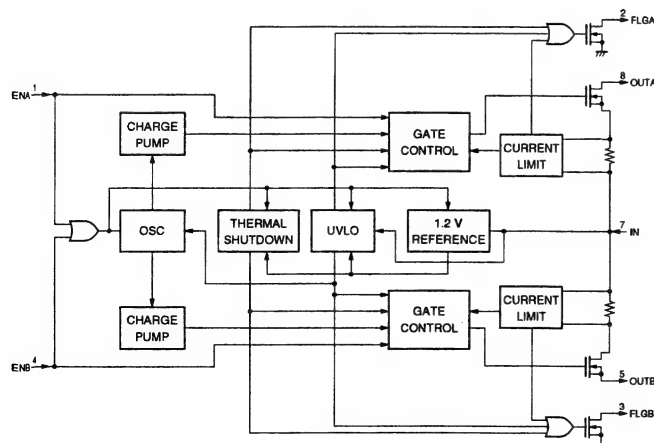 2
FLGA
8
OUTA
ENA 1
CHARGE
PUMP
GATE
CONTROL
CURRENT
LIMIT
OSC
THERMAL
SHUTDOWN
UVLO
1.2 V
REFERENCE
7
IN
CHARGE
PUMP
GATE
CONTROL
CURRENT
LIMIT
ENB 4
5
OUTB
3
FLGB